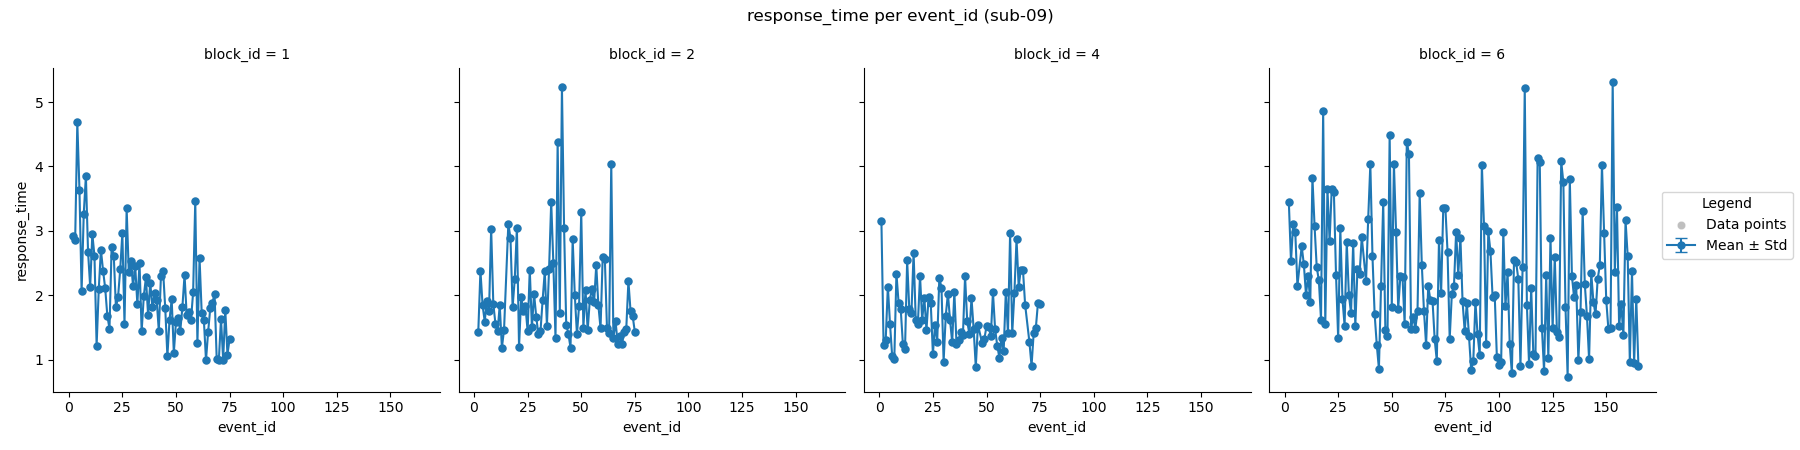 response_time per event_id (sub-09)
block_id = 1
block_id = 2
block_id = 4
block_id = 6
response_time
5
4
3
2
1
0 25 50 75 100 125 150
0 25 50 75 100 125 150
0 25 50 75 100 125 150
0 25 50 75 100 125 150
event_id
event_id
event_id
event_id
Legend
Data points
Mean ± Std